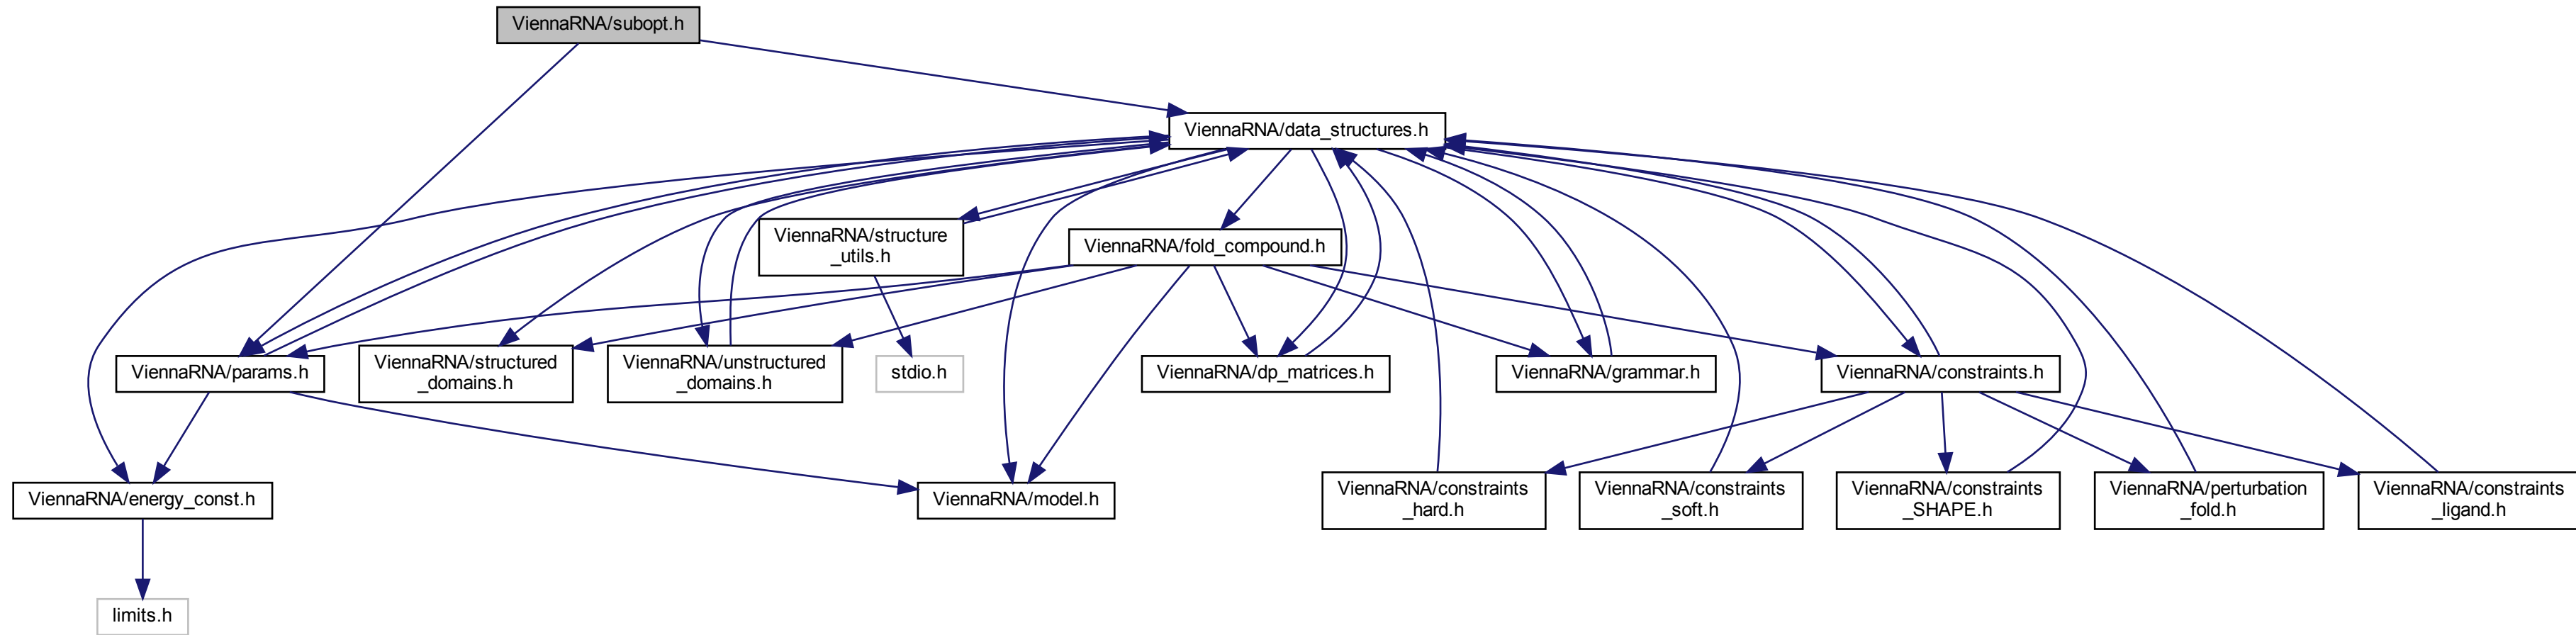 ViennaRNA/subopt.h
ViennaRNA/data_structures.h
ViennaRNA/structure
_utils.h
ViennaRNA/fold_compound.h
ViennaRNA/params.h
ViennaRNA/structured
_domains.h
ViennaRNA/unstructured
_domains.h
stdio.h
ViennaRNA/dp_matrices.h
ViennaRNA/grammar.h
ViennaRNA/constraints.h
ViennaRNA/energy_const.h
ViennaRNA/model.h
ViennaRNA/constraints
_hard.h
ViennaRNA/constraints
_soft.h
ViennaRNA/constraints
_SHAPE.h
ViennaRNA/perturbation
_fold.h
ViennaRNA/constraints
_ligand.h
limits.h